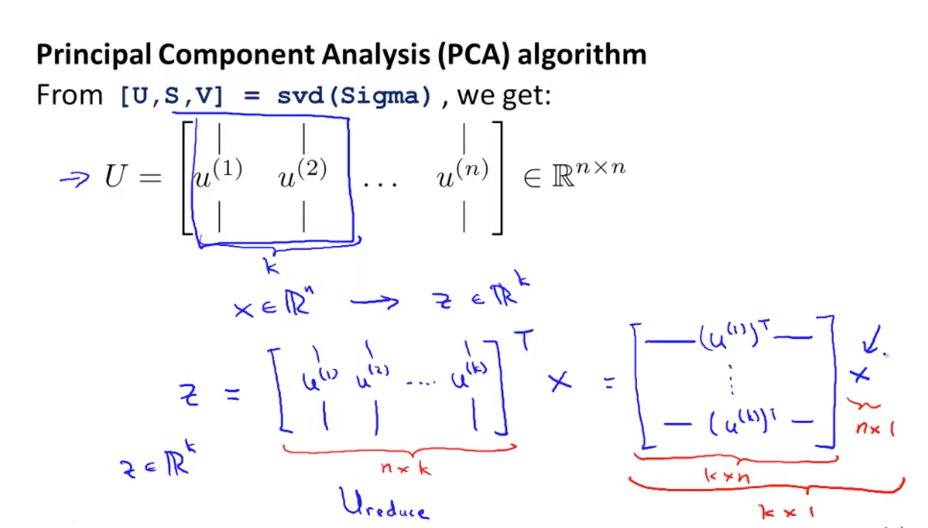 Principal Component Analysis (PCA) algorithm
From [U,S,V] = svd(Sigma) , we get:
→ U = [ u^(1) u^(2) … u^(n) ] ∈ ℝ^{n×n}
k
x ∈ ℝ^n → z ∈ ℝ^k
z = [ u^(1) u^(2) .... u^(k) ]^T x = [ — (u^(1))^T — ⋮ — (u^(k))^T — ] x
z ∈ ℝ^k
n×k
k×n
n×1
k×1
Ureduce